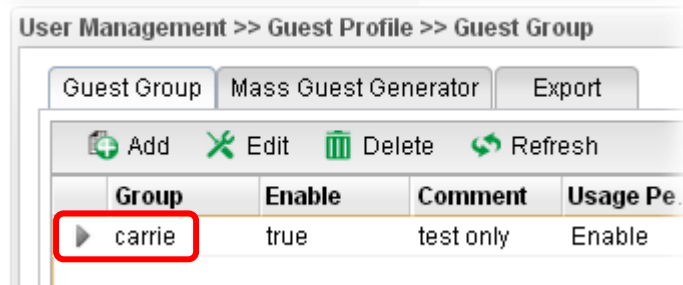 User Management >> Guest Profile >> Guest Group
Guest Group Mass Guest Generator Export
Add Edit Delete Refresh
Group Enable Comment Usage Pe.
carrie true test only Enable